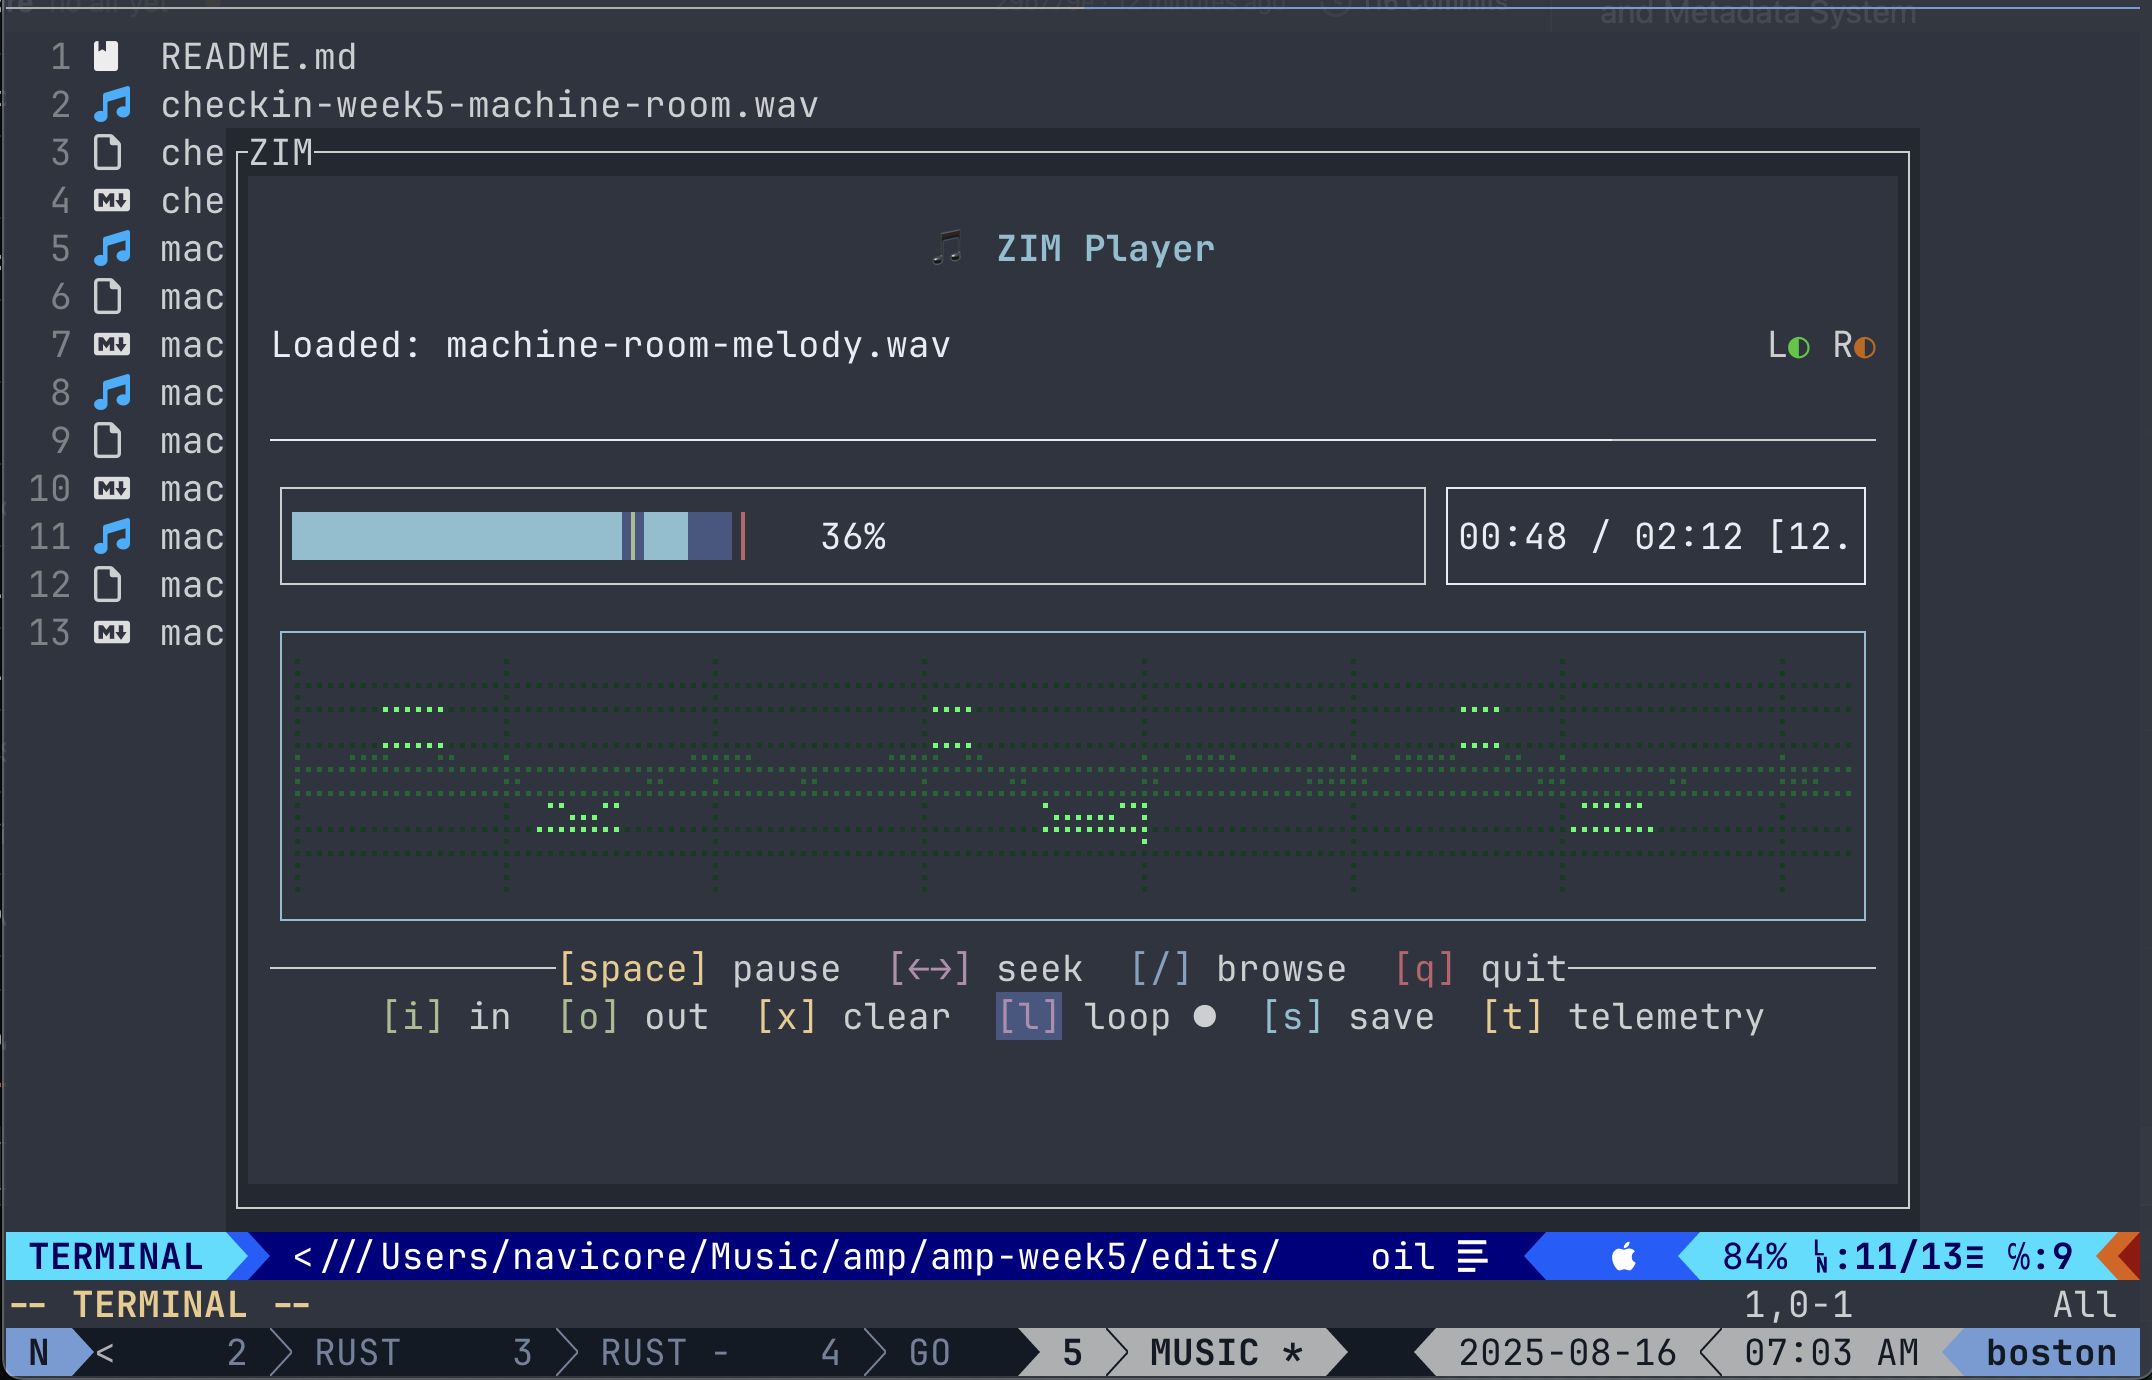 and Metadata System
1 README.md
2 checkin-week5-machine-room.wav
3 che
ZIM
4 che
5 mac
ZIM Player
6 mac
7 mac
Loaded: machine-room-melody.wav L R
8 mac
9 mac
10 mac
11 mac
36% 00:48 / 02:12 [12.
12 mac
13 mac
[space] pause [←→] seek [/] browse [q] quit
[i] in [o] out [x] clear [l] loop ● [s] save [t] telemetry
TERMINAL <///Users/navicore/Music/amp/amp-week5/edits/ oil 84% LN:11/13≡ %:9
-- TERMINAL -- 1,0-1 All
N < 2 RUST 3 RUST - 4 GO 5 MUSIC * 2025-08-16 07:03 AM boston